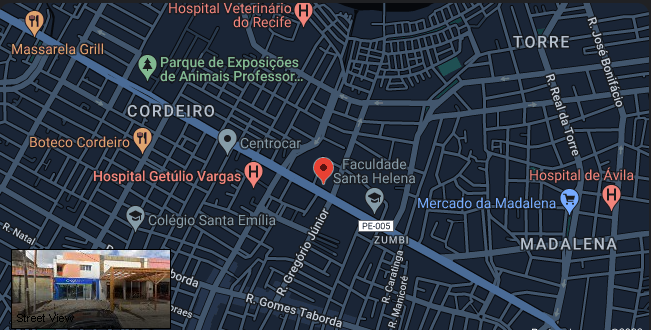 Hospital Veterinário
do Recife
Massarela Grill
TORRE
R. José Bonifácio
Parque de Exposições
de Animais Professor...
R. Real da Torre
CORDEIRO
Boteco Cordeiro
Centrocar
Faculdade
Santa Helena
Hospital Getúlio Vargas
Hospital de Ávila
Mercado da Madalena
Colégio Santa Emília
PE-005
ZUMBI
MADALENA
R. Natal
R. Gregório Júnior
R. Caratinga
R. Manicoré
Taborda
R. Gomes Taborda
Street View